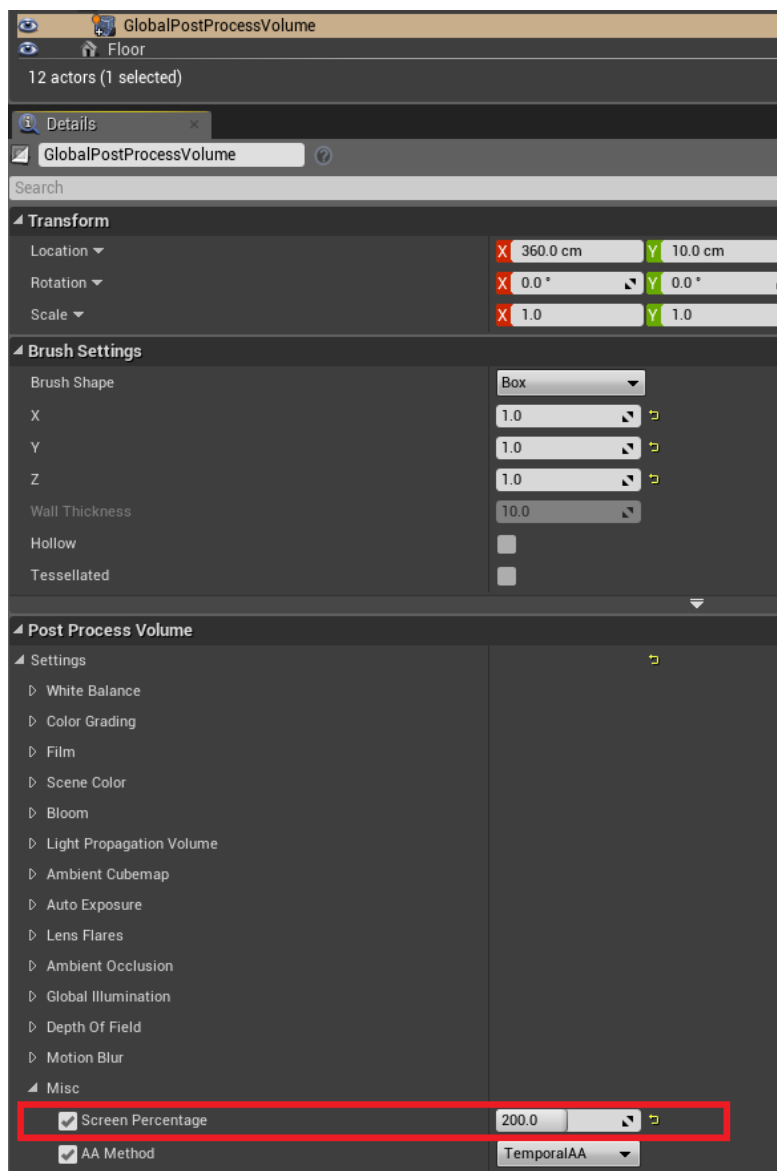 GlobalPostProcessVolume
Floor
12 actors (1 selected)
Details
GlobalPostProcessVolume
Search
Transform
Location X 360.0 cm Y 10.0 cm
Rotation X 0.0 ° Y 0.0 °
Scale X 1.0 Y 1.0
Brush Settings
Brush Shape Box
X 1.0
Y 1.0
Z 1.0
Wall Thickness 10.0
Hollow
Tessellated
Post Process Volume
Settings
White Balance
Color Grading
Film
Scene Color
Bloom
Light Propagation Volume
Ambient Cubemap
Auto Exposure
Lens Flares
Ambient Occlusion
Global Illumination
Depth Of Field
Motion Blur
Misc
Screen Percentage 200.0
AA Method TemporalAA